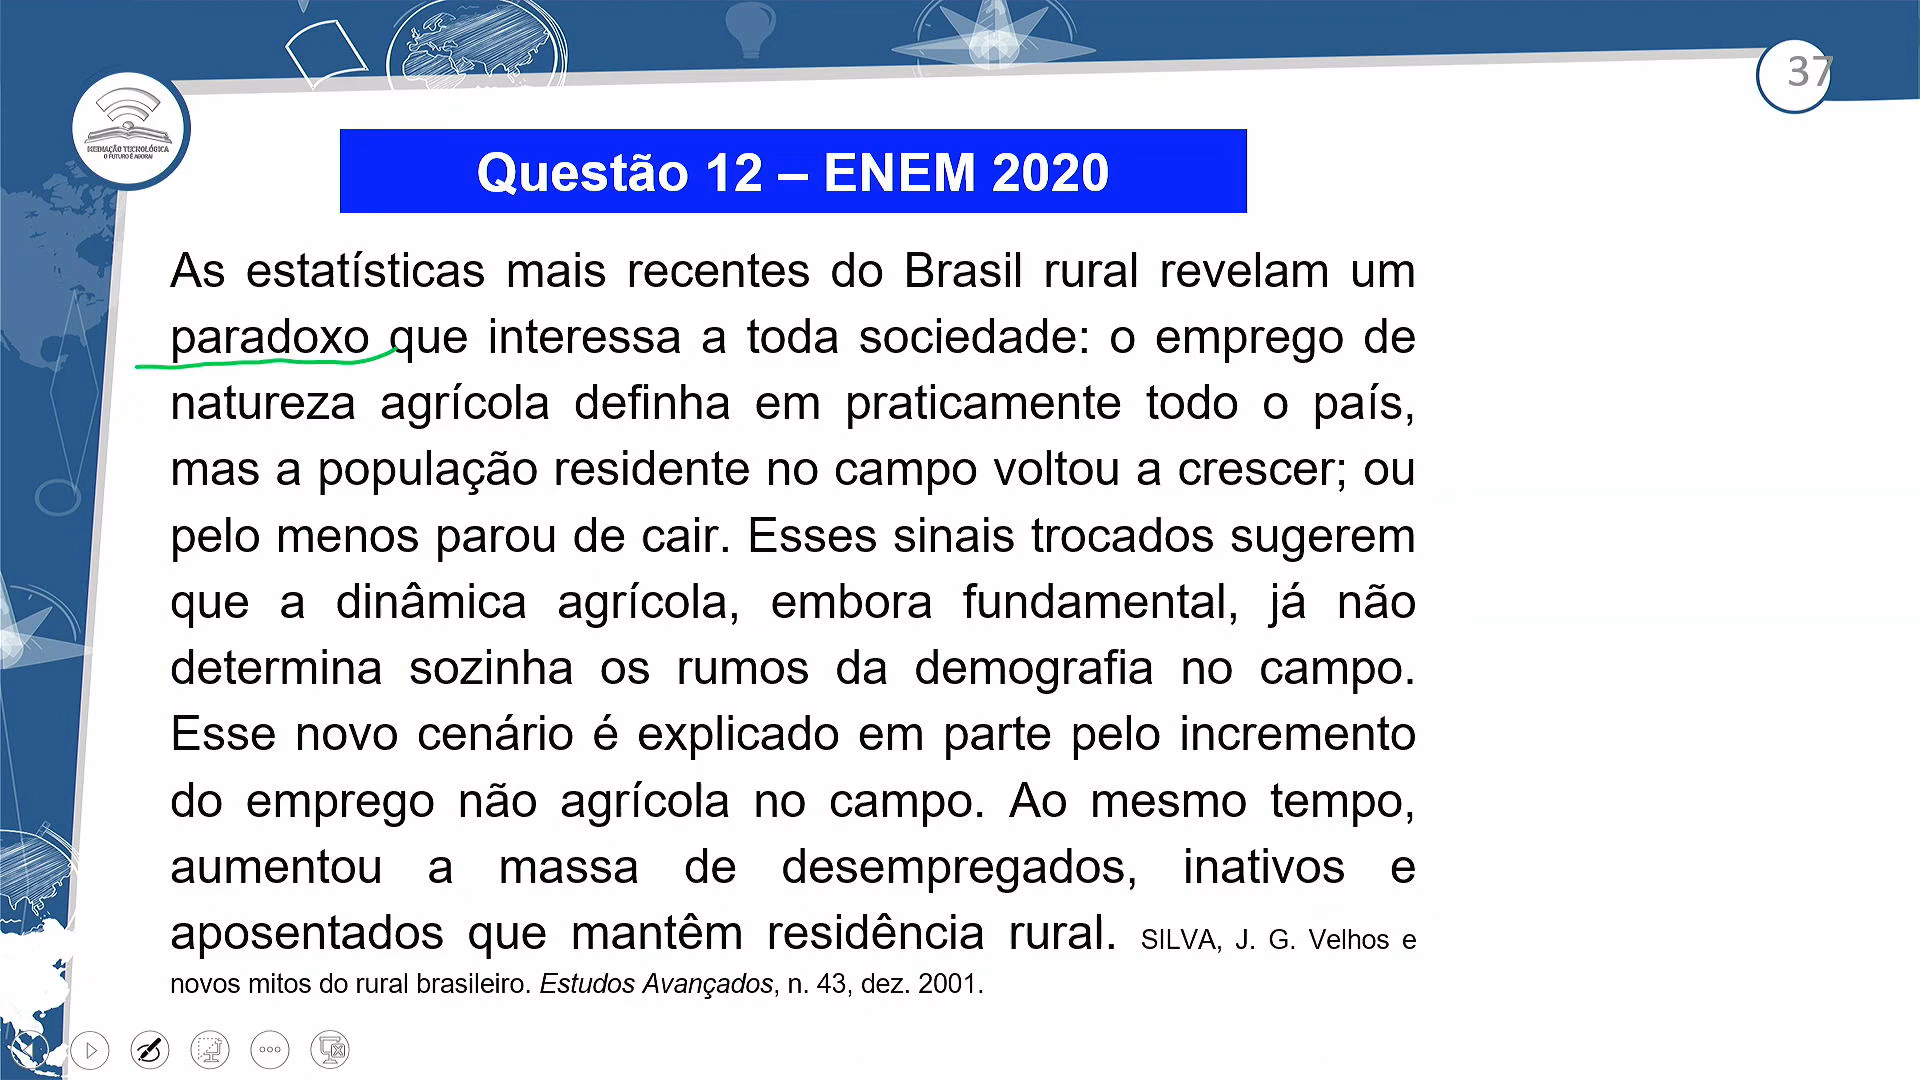 37
MEDIAÇÃO TECNOLÓGICA
O FUTURO É AGORA!
Questão 12 – ENEM 2020
As estatísticas mais recentes do Brasil rural revelam um
paradoxo que interessa a toda sociedade: o emprego de
natureza agrícola definha em praticamente todo o país,
mas a população residente no campo voltou a crescer; ou
pelo menos parou de cair. Esses sinais trocados sugerem
que a dinâmica agrícola, embora fundamental, já não
determina sozinha os rumos da demografia no campo.
Esse novo cenário é explicado em parte pelo incremento
do emprego não agrícola no campo. Ao mesmo tempo,
aumentou a massa de desempregados, inativos e
aposentados que mantêm residência rural. SILVA, J. G. Velhos e
novos mitos do rural brasileiro. Estudos Avançados, n. 43, dez. 2001.